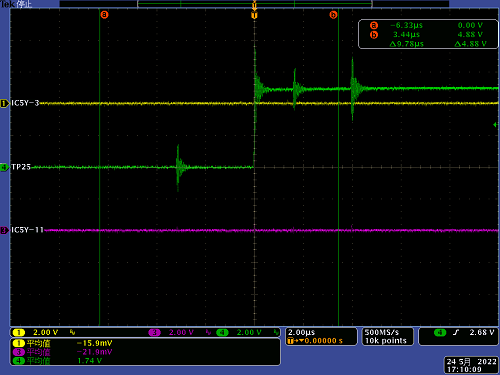 Tek 停止
a
T
b
a −6.33µs 0.00 V
b 3.44µs 4.88 V
Δ9.78µs Δ4.88 V
1 IC5Y-3
4 TP25
3 IC5Y-11
1 2.00 V 3 2.00 V 4 2.00 V
2.00µs
T→▾0.00000 s
500MS/s
10k points
4 2.68 V
1 平均值 −15.9mV
3 平均值 −21.9mV
4 平均值 1.74 V
24 5月 2022
17:10:09